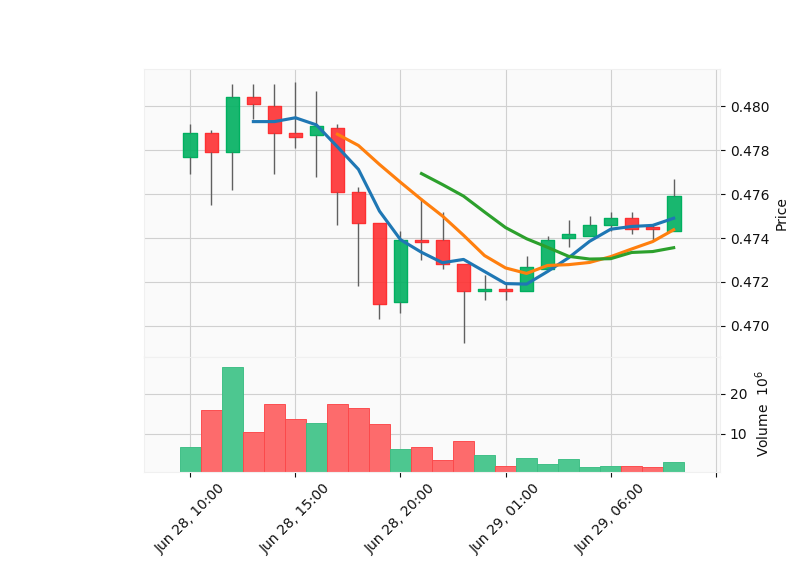 0.480
0.478
0.476
0.474
0.472
0.470
Price
20
10
Volume 10^6
Jun 28, 10:00
Jun 28, 15:00
Jun 28, 20:00
Jun 29, 01:00
Jun 29, 06:00